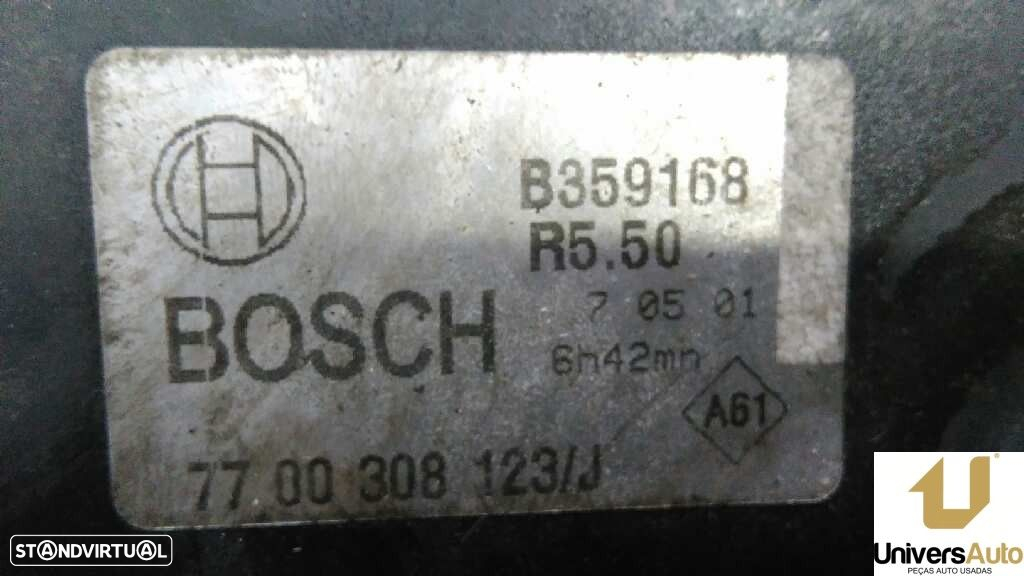 B359168
R5.50
7 05 01
6h42mn
BOSCH
A61
77 00 308 123/J
STANDVIRTUAL
UniversAuto
PEÇAS AUTO USADAS